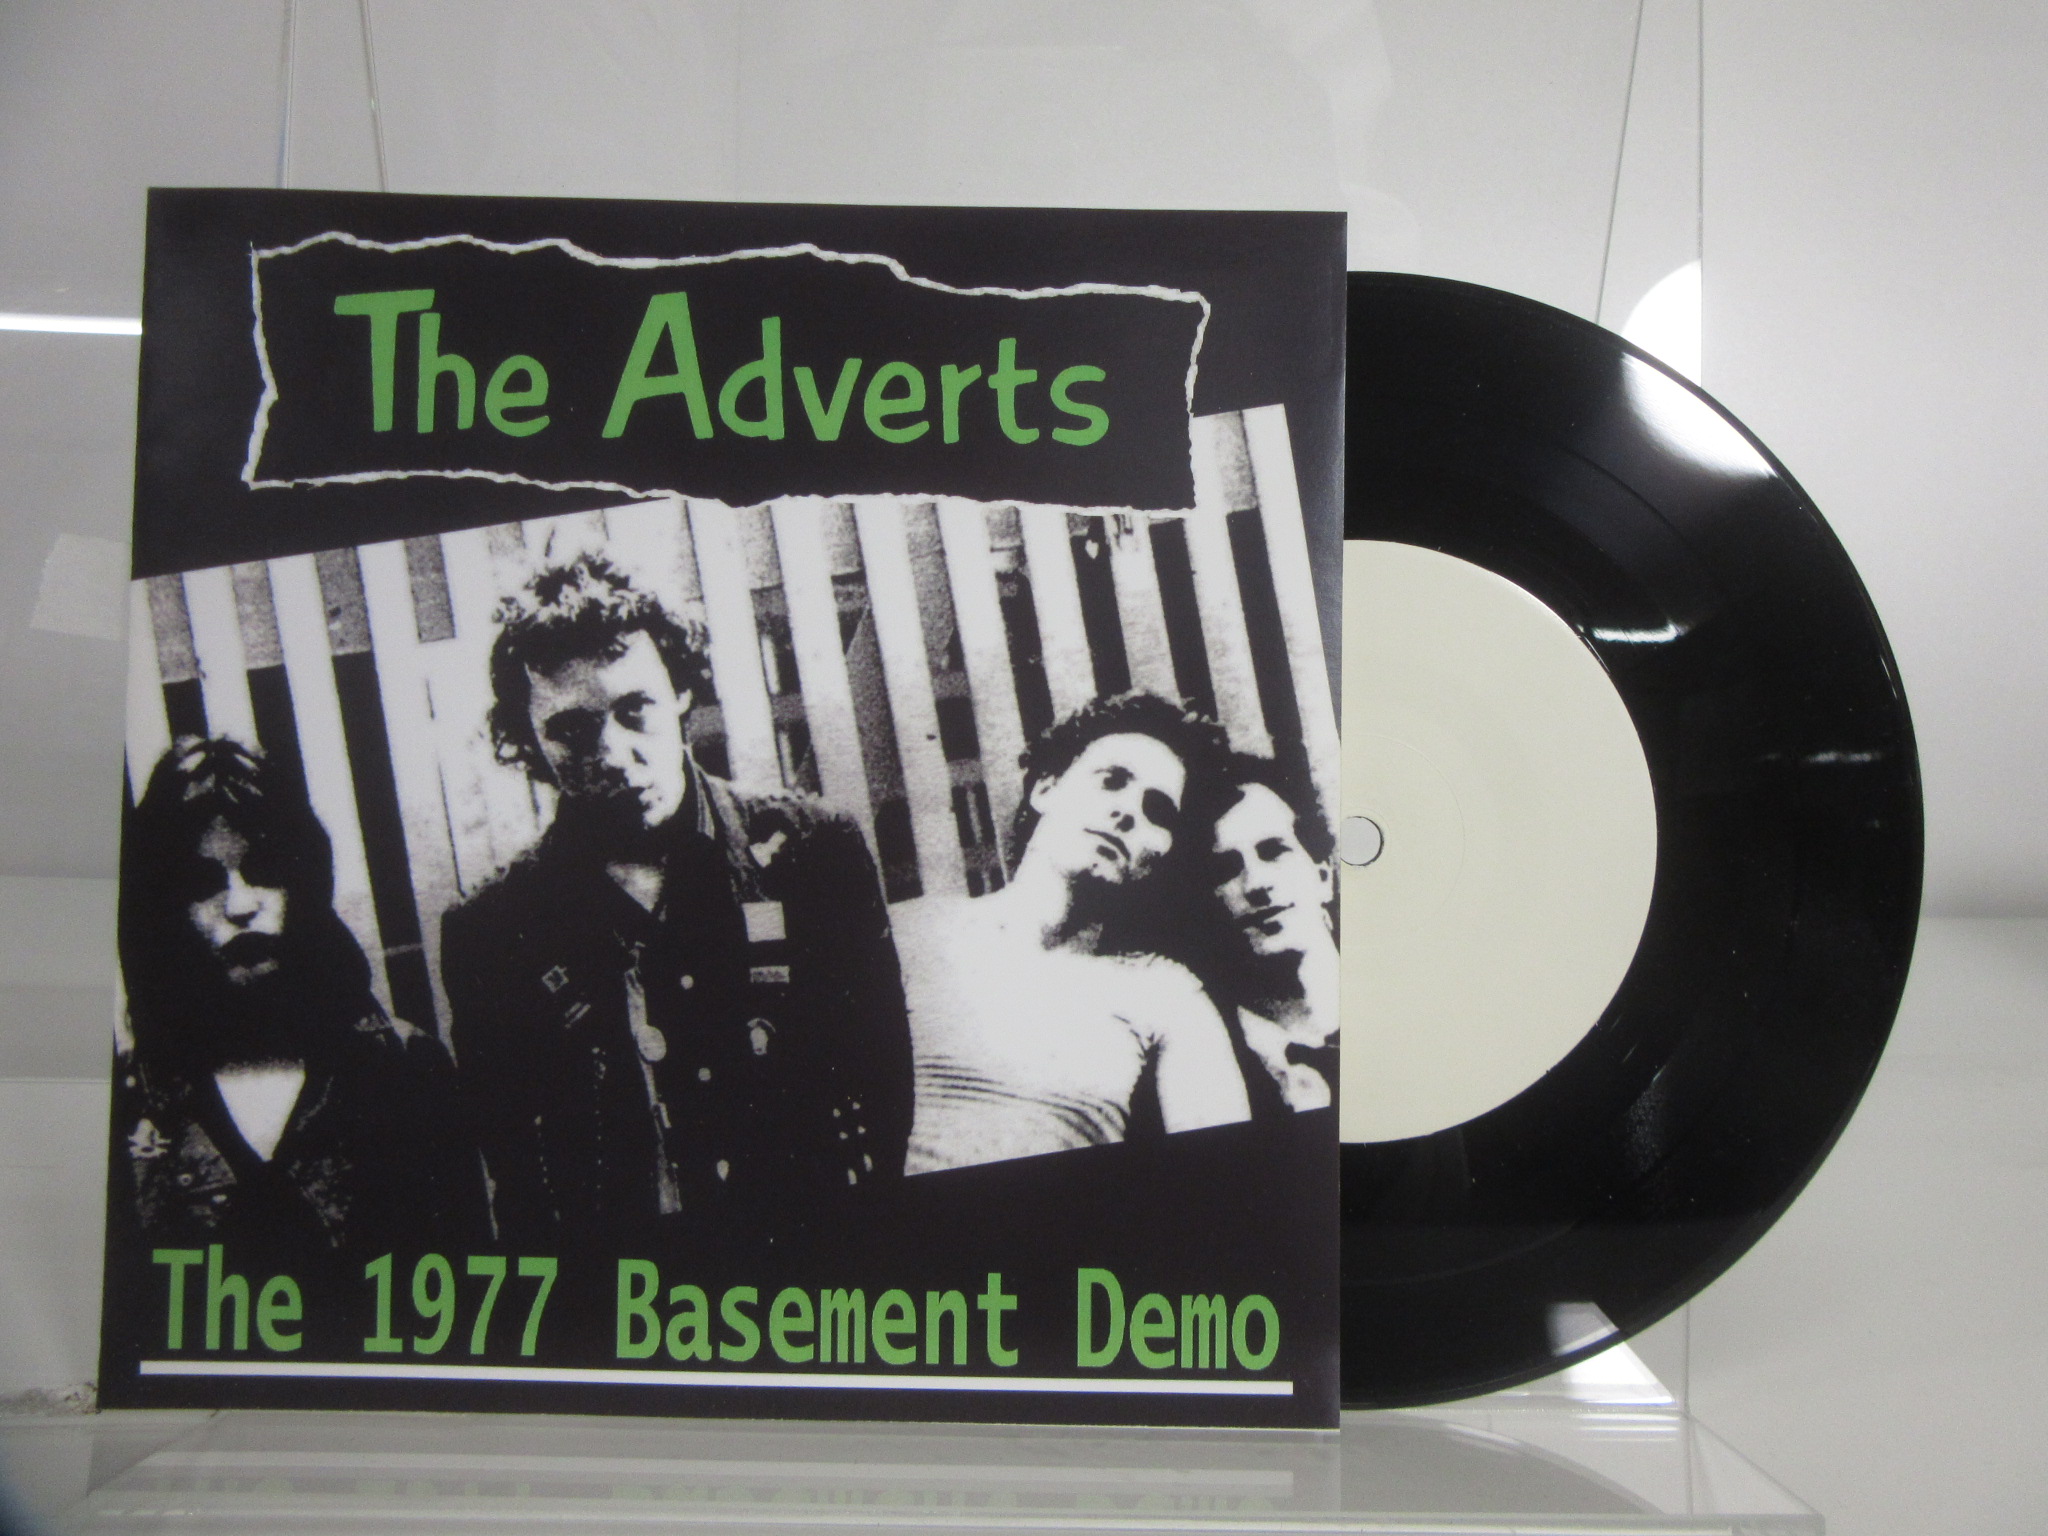 The Adverts
The 1977 Basement Demo